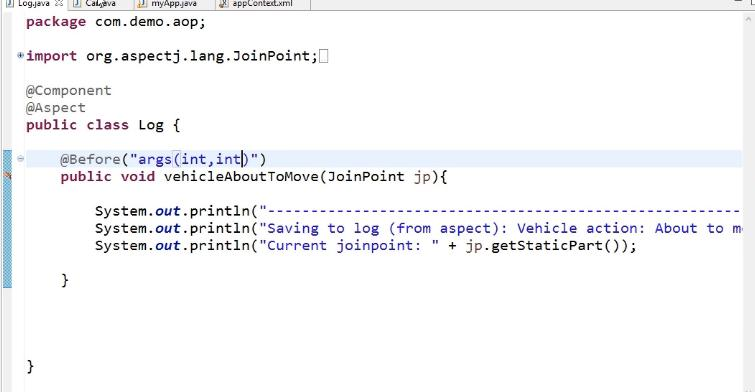 Log.java Car.java myApp.java appContext.xml
package com.demo.aop;
import org.aspectj.lang.JoinPoint;
@Component
@Aspect
public class Log {
@Before("args(int,int)")
public void vehicleAboutToMove(JoinPoint jp){
System.out.println("-------------------------------------------------------
System.out.println("Saving to log (from aspect): Vehicle action: About to m
System.out.println("Current joinpoint: " + jp.getStaticPart());
}
}